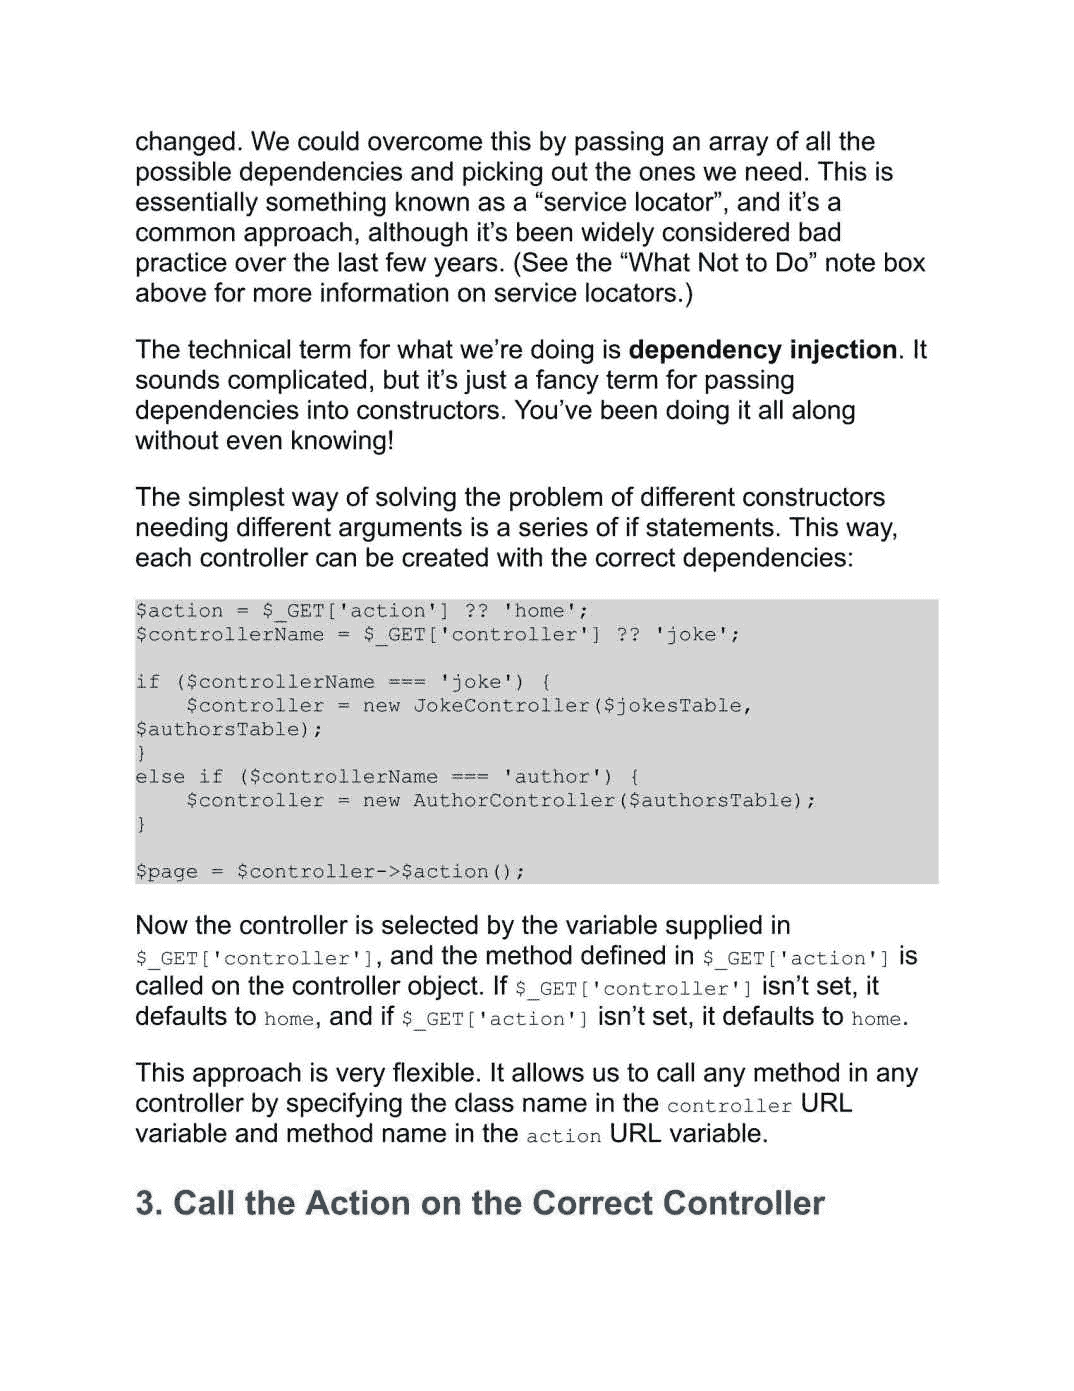 changed. We could overcome this by passing an array of all the
possible dependencies and picking out the ones we need. This is
essentially something known as a “service locator”, and it’s a
common approach, although it’s been widely considered bad
practice over the last few years. (See the “What Not to Do” note box
above for more information on service locators.)
The technical term for what we’re doing is dependency injection. It
sounds complicated, but it’s just a fancy term for passing
dependencies into constructors. You’ve been doing it all along
without even knowing!
The simplest way of solving the problem of different constructors
needing different arguments is a series of if statements. This way,
each controller can be created with the correct dependencies:
$action = $_GET['action'] ?? 'home';
$controllerName = $_GET['controller'] ?? 'joke';
if ($controllerName === 'joke') {
    $controller = new JokeController($jokesTable,
$authorsTable);
}
else if ($controllerName === 'author') {
    $controller = new AuthorController($authorsTable);
}
$page = $controller->$action();
Now the controller is selected by the variable supplied in
$_GET['controller'], and the method defined in $_GET['action'] is
called on the controller object. If $_GET['controller'] isn’t set, it
defaults to home, and if $_GET['action'] isn’t set, it defaults to home.
This approach is very flexible. It allows us to call any method in any
controller by specifying the class name in the controller URL
variable and method name in the action URL variable.
3. Call the Action on the Correct Controller